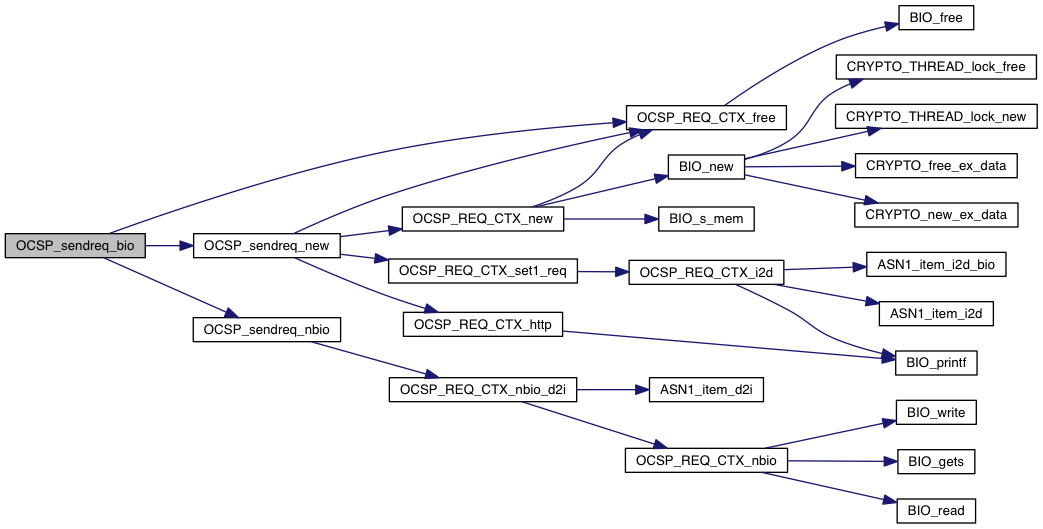 OCSP_sendreq_bio
OCSP_sendreq_new
OCSP_sendreq_nbio
OCSP_REQ_CTX_new
OCSP_REQ_CTX_set1_req
OCSP_REQ_CTX_http
OCSP_REQ_CTX_nbio_d2i
OCSP_REQ_CTX_free
BIO_new
BIO_s_mem
OCSP_REQ_CTX_i2d
ASN1_item_d2i
OCSP_REQ_CTX_nbio
BIO_free
CRYPTO_THREAD_lock_free
CRYPTO_THREAD_lock_new
CRYPTO_free_ex_data
CRYPTO_new_ex_data
ASN1_item_i2d_bio
ASN1_item_i2d
BIO_printf
BIO_write
BIO_gets
BIO_read